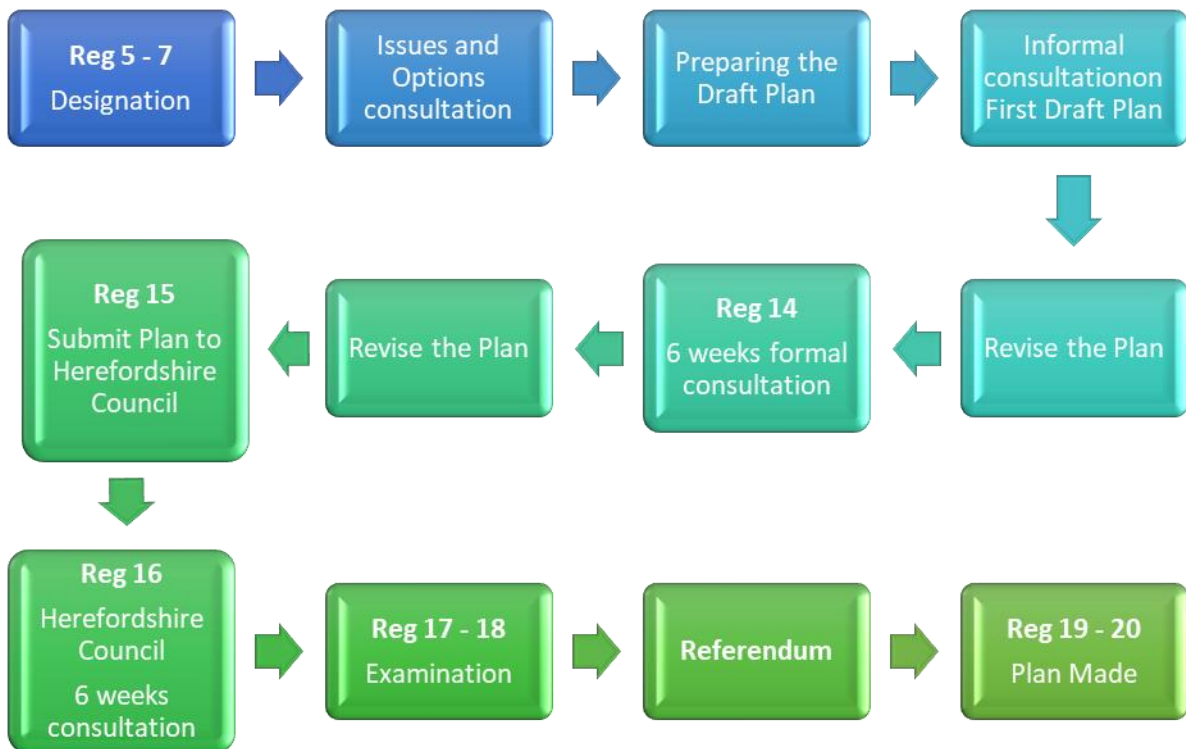 Reg 5 - 7
Designation
Issues and
Options
consultation
Preparing the
Draft Plan
Informal
consultationon
First Draft Plan
Revise the Plan
Reg 14
6 weeks formal
consultation
Revise the Plan
Reg 15
Submit Plan to
Herefordshire
Council
Reg 16
Herefordshire
Council
6 weeks
consultation
Reg 17 - 18
Examination
Referendum
Reg 19 - 20
Plan Made